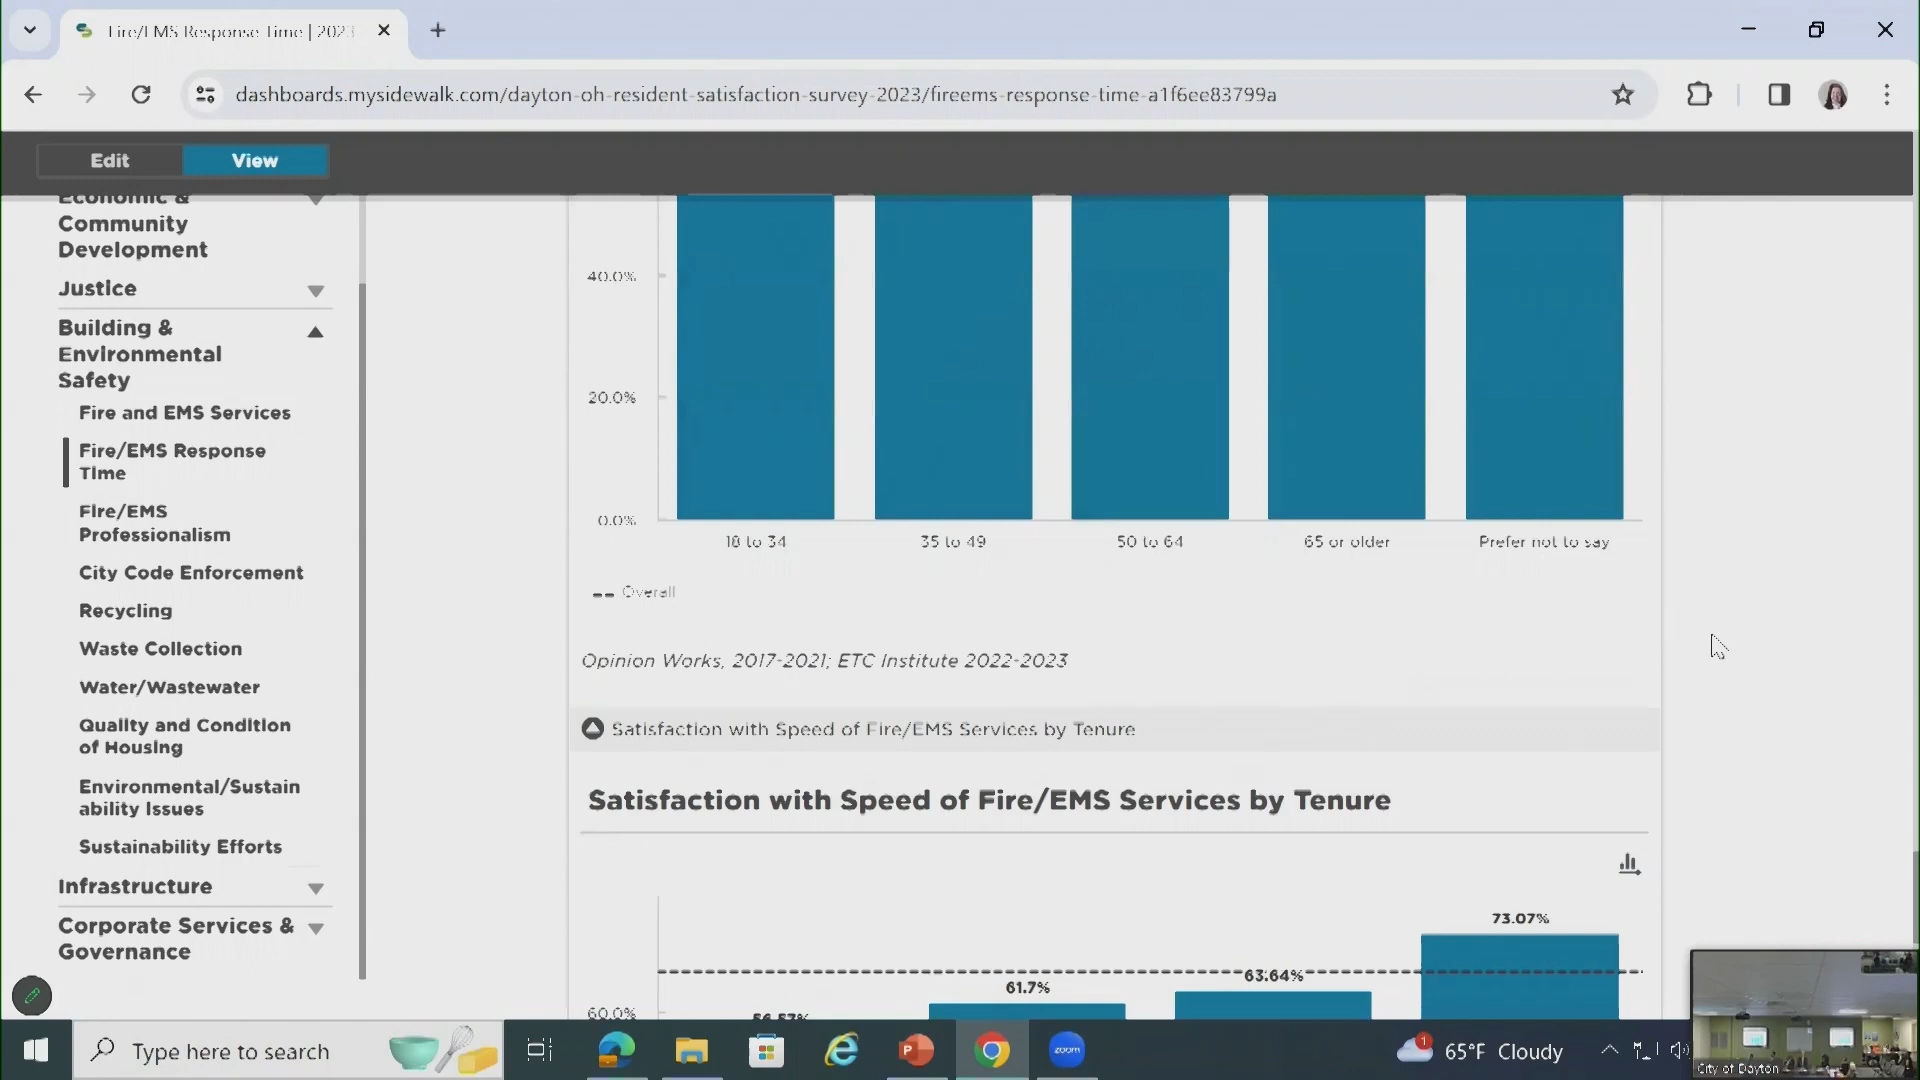 Fire/EMS Response Time | 2023
dashboards.mysidewalk.com/dayton-oh-resident-satisfaction-survey-2023/fireems-response-time-a1f6ee83799a
Edit
View
Economic &
Community
Development
Justice
Building &
Environmental
Safety
Fire and EMS Services
Fire/EMS Response
Time
Fire/EMS
Professionalism
City Code Enforcement
Recycling
Waste Collection
Water/Wastewater
Quality and Condition
of Housing
Environmental/Sustain
ability Issues
Sustainability Efforts
Infrastructure
Corporate Services &
Governance
40.0%
20.0%
0.0%
18 to 34
35 to 49
50 to 64
65 or older
Prefer not to say
Overall
Opinion Works, 2017-2021; ETC Institute 2022-2023
Satisfaction with Speed of Fire/EMS Services by Tenure
Satisfaction with Speed of Fire/EMS Services by Tenure
73.07%
63.64%
61.7%
60.0%
56.57%
Type here to search
zoom
1
65°F Cloudy
City of Dayton